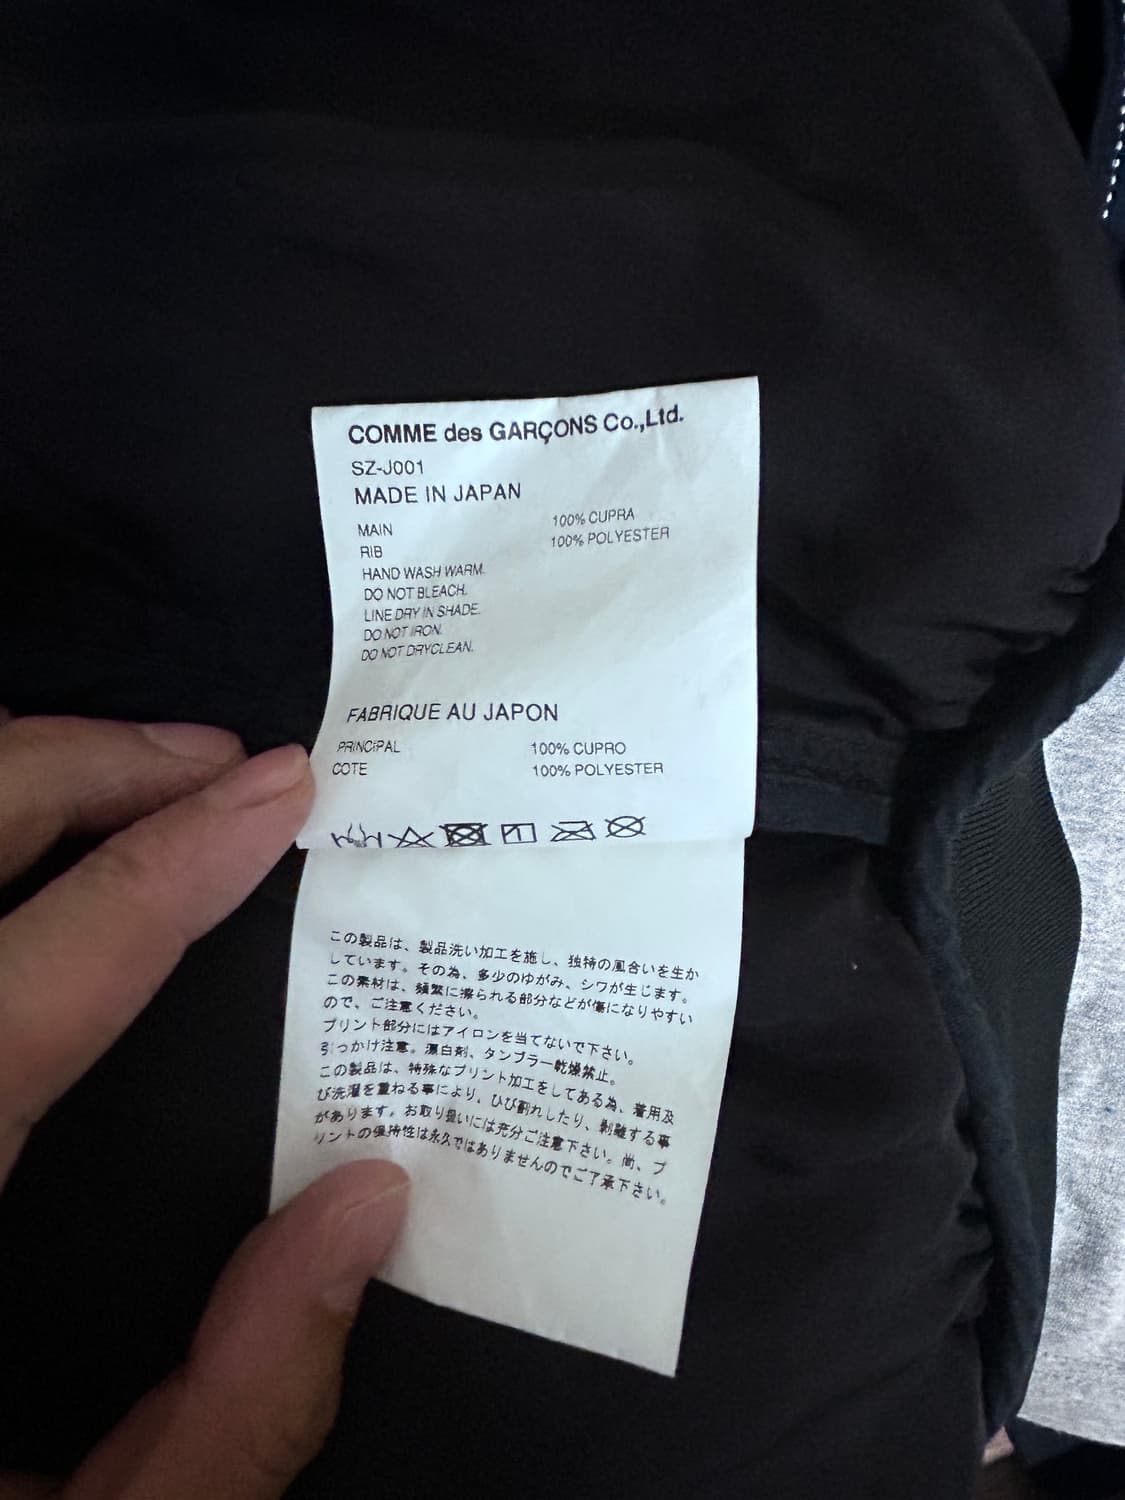 COMME des GARÇONS Co.,Ltd.
SZ-J001
MADE IN JAPAN
MAIN 100% CUPRA
RIB 100% POLYESTER
HAND WASH WARM.
DO NOT BLEACH.
LINE DRY IN SHADE.
DO NOT IRON.
DO NOT DRYCLEAN.
FABRIQUE AU JAPON
PRINCIPAL 100% CUPRO
COTE 100% POLYESTER
この製品は、製品洗い加工を施し、独特の風合いを生か
しています。その為、多少のゆがみ、シワが生じます。
この素材は、頻繁に擦られる部分などが傷になりやすい
ので、ご注意ください。
プリント部分にはアイロンを当てないで下さい。
引っかけ注意。漂白剤、タンブラー乾燥禁止。
この製品は、特殊なプリント加工をしてある為、着用及
び洗濯を重ねる事により、ひび割れしたり、剥離する事
があります。お取り扱いには充分ご注意下さい。尚、プ
リントの保持性は永久ではありませんのでご了承下さい。